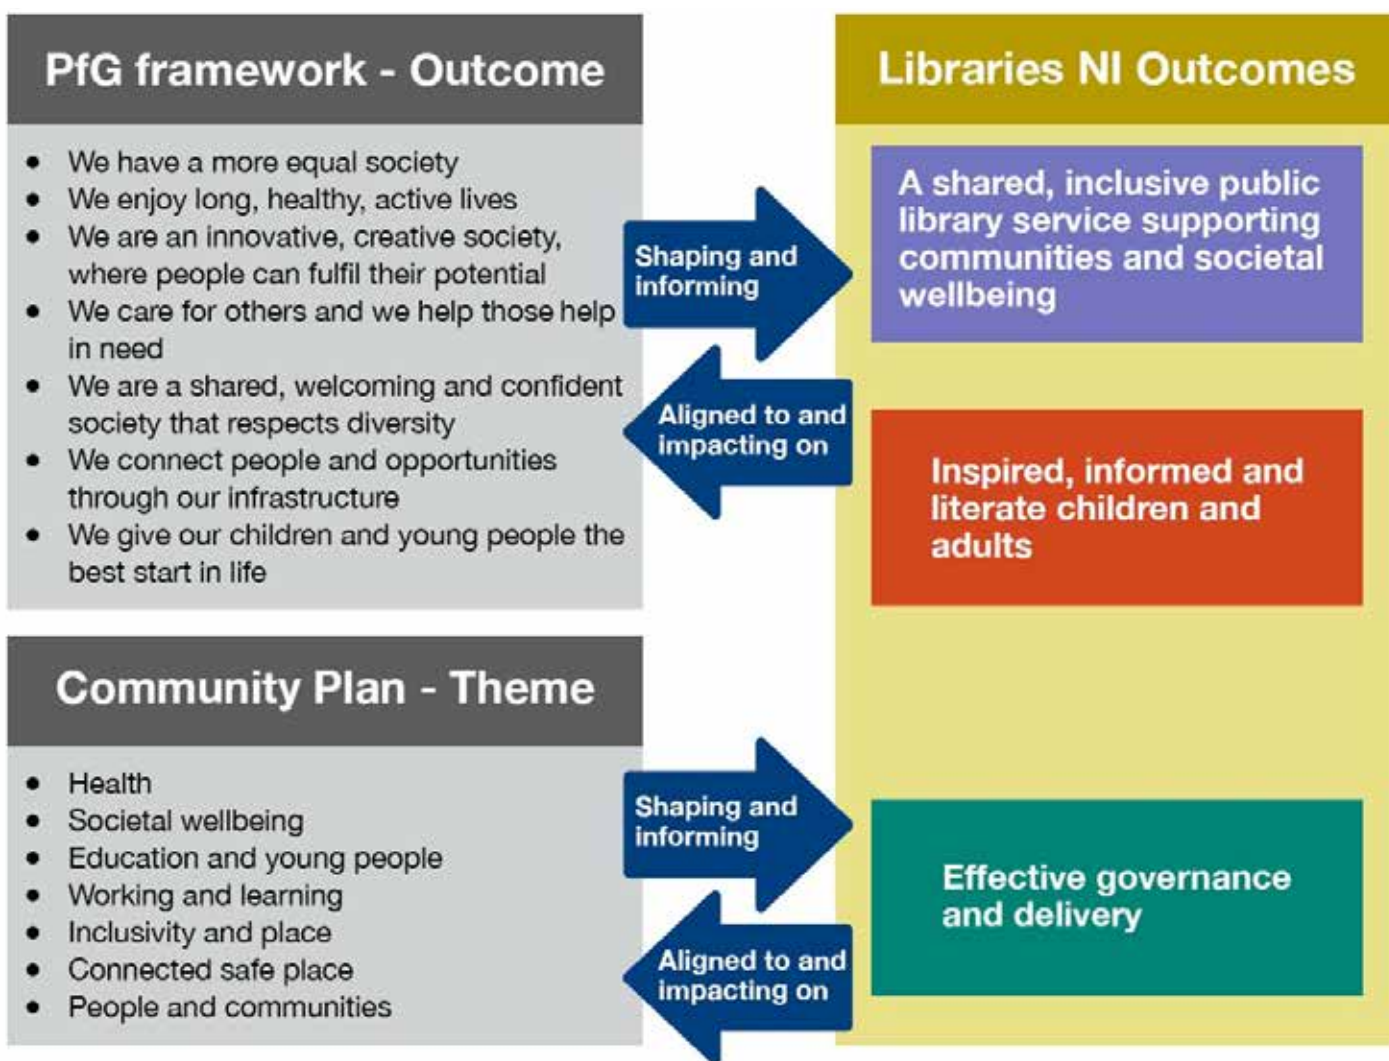 PfG framework - Outcome
• We have a more equal society
• We enjoy long, healthy, active lives
• We are an innovative, creative society,
where people can fulfil their potential
• We care for others and we help those help
in need
• We are a shared, welcoming and confident
society that respects diversity
• We connect people and opportunities
through our infrastructure
• We give our children and young people the
best start in life
Shaping and
informing
Aligned to and
impacting on
Libraries NI Outcomes
A shared, inclusive public
library service supporting
communities and societal
wellbeing
Inspired, informed and
literate children and
adults
Community Plan - Theme
• Health
• Societal wellbeing
• Education and young people
• Working and learning
• Inclusivity and place
• Connected safe place
• People and communities
Shaping and
informing
Aligned to and
impacting on
Effective governance
and delivery